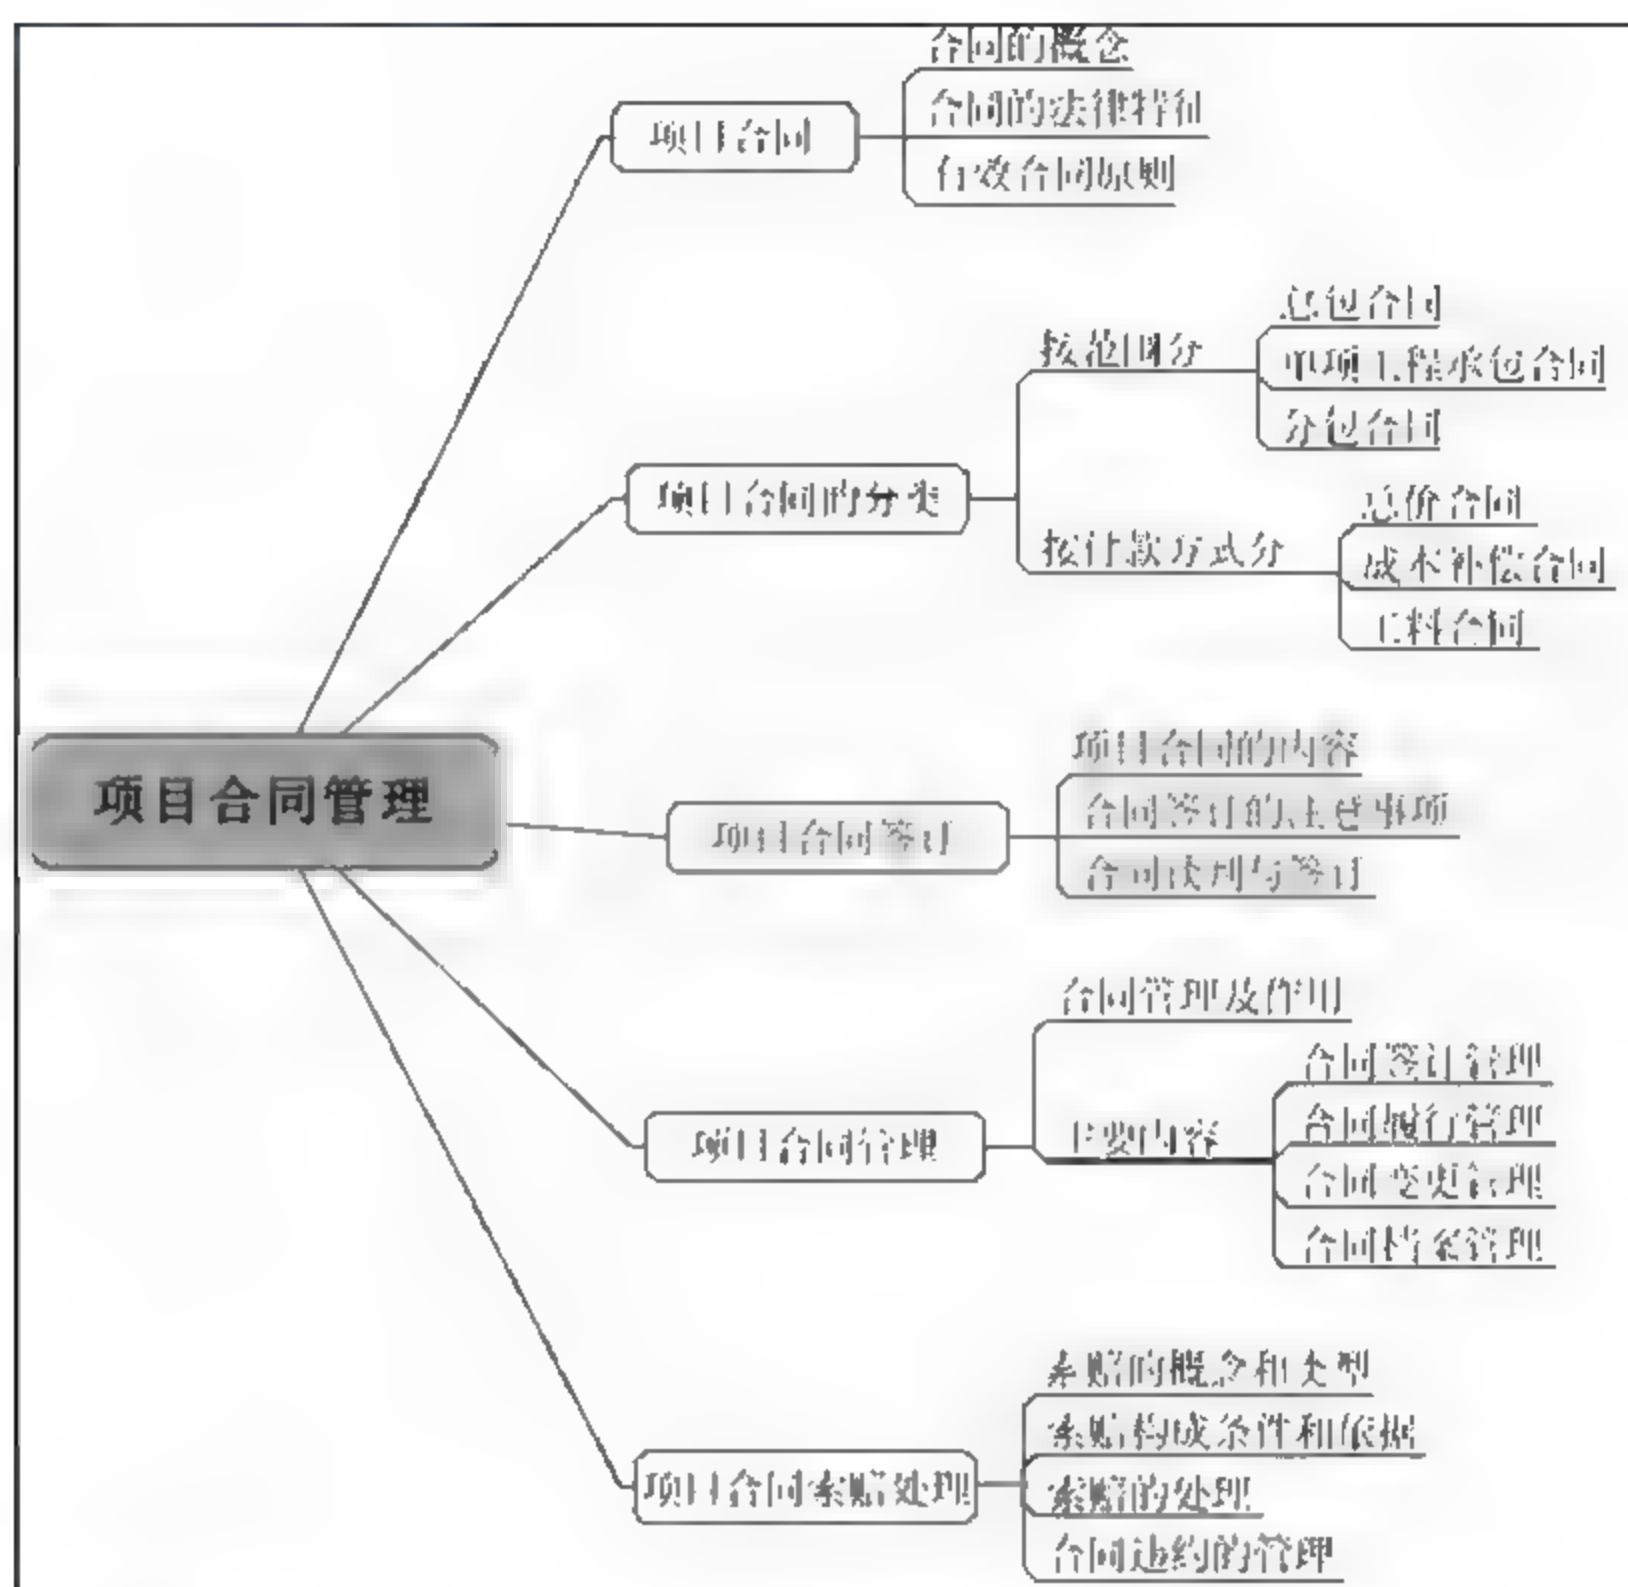 合同的概念
合同的法律特征
项目合同
有效合同原则
总包合同
按范围分
单项工程承包合同
分包合同
项目合同的分类
总价合同
按付款方式分
成本补偿合同
工料合同
项目合同的内容
项目合同管理
合同签订的注意事项
项目合同签订
合同谈判与签订
合同管理及作用
合同签订管理
合同履行管理
主要内容
项目合同管理
合同变更管理
合同档案管理
索赔的概念和类型
索赔构成条件和依据
项目合同索赔处理
索赔的处理
合同违约的管理